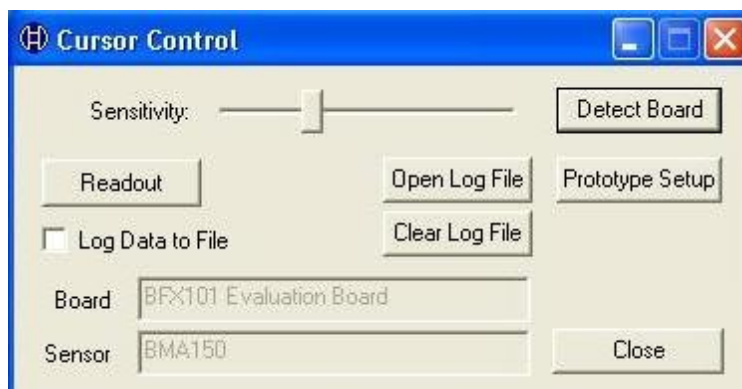 Cursor Control
Sensitivity:
Detect Board
Readout
Open Log File
Prototype Setup
Log Data to File
Clear Log File
Board
BFX101 Evaluation Board
Sensor
BMA150
Close